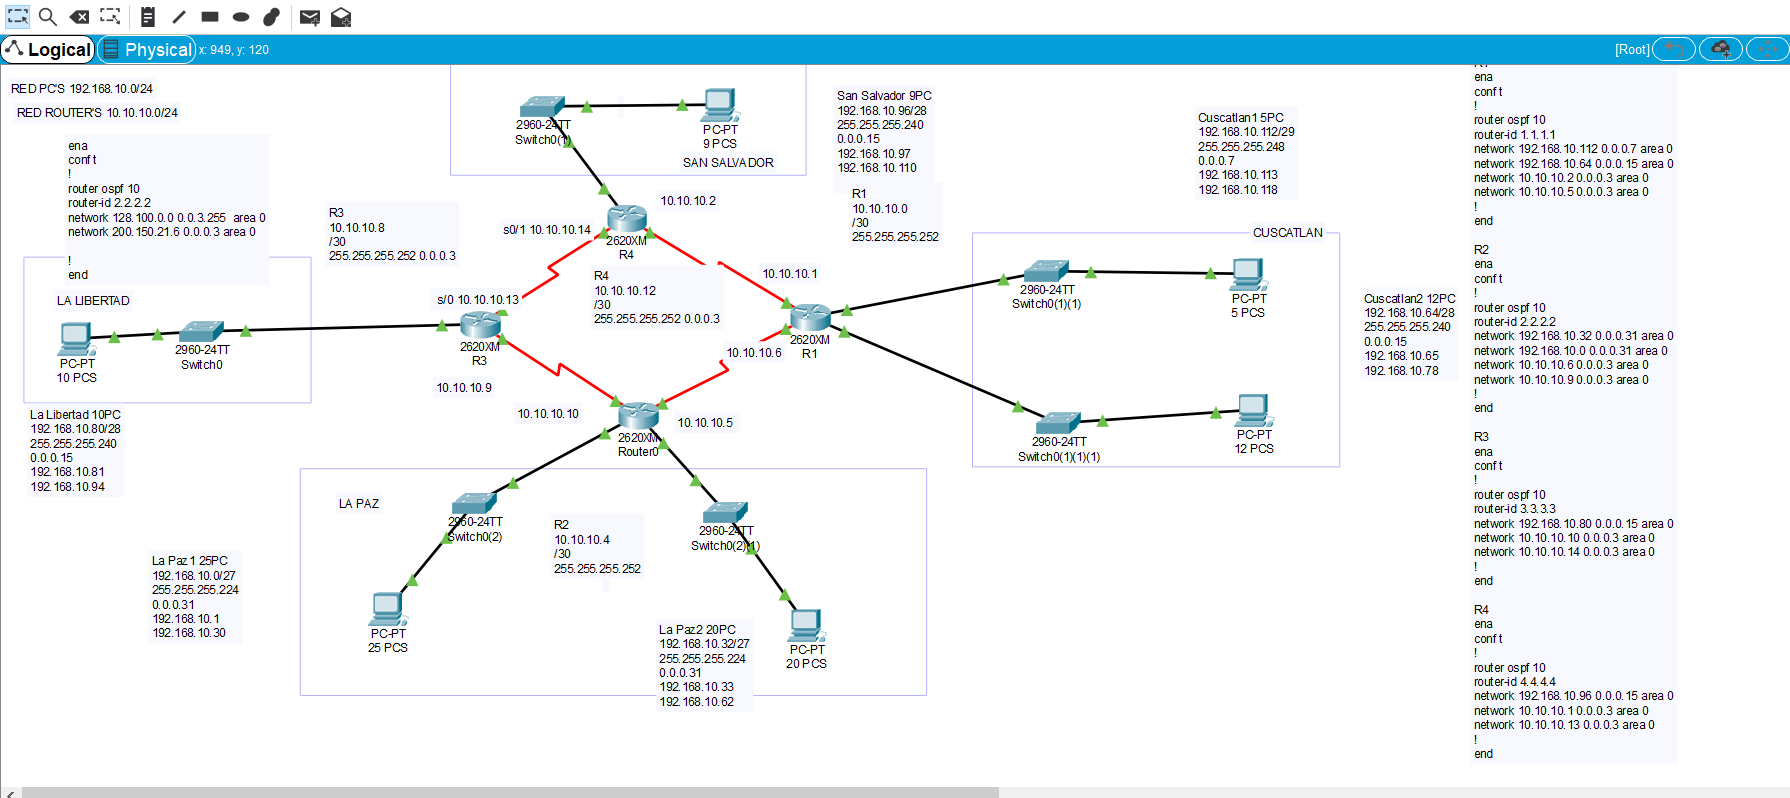 Logical
Physical
x: 949, y: 120
[Root]
RED PC'S 192.168.10.0/24
RED ROUTER'S 10.10.10.0/24
ena
conf t
!
router ospf 10
router-id 2.2.2.2
network 128.100.0.0 0.0.3.255 area 0
network 200.150.21.6 0.0.0.3 area 0
!
end
LA LIBERTAD
PC-PT
10 PCS
2960-24TT
Switch0
La Libertad 10PC
192.168.10.80/28
255.255.255.240
0.0.0.15
192.168.10.81
192.168.10.94
R3
10.10.10.8
/30
255.255.255.252 0.0.0.3
2960-24TT
Switch0(1)
PC-PT
9 PCS
SAN SALVADOR
San Salvador 9PC
192.168.10.96/28
255.255.255.240
0.0.0.15
192.168.10.97
192.168.10.110
R1
10.10.10.0
/30
255.255.255.252
10.10.10.2
s0/1 10.10.10.14
2620XM
R4
R4
10.10.10.12
/30
255.255.255.252 0.0.0.3
s/0 10.10.10.13
2620XM
R3
10.10.10.9
10.10.10.1
10.10.10.6
2620XM
R1
10.10.10.10
10.10.10.5
2620XM
Router0
Cuscatlan1 5PC
192.168.10.112/29
255.255.255.248
0.0.0.7
192.168.10.113
192.168.10.118
CUSCATLAN
2960-24TT
Switch0(1)(1)
PC-PT
5 PCS
Cuscatlan2 12PC
192.168.10.64/28
255.255.255.240
0.0.0.15
192.168.10.65
192.168.10.78
2960-24TT
Switch0(1)(1)(1)
PC-PT
12 PCS
LA PAZ
2960-24TT
Switch0(2)
R2
10.10.10.4
/30
255.255.255.252
2960-24TT
Switch0(2)(1)
La Paz 1 25PC
192.168.10.0/27
255.255.255.224
0.0.0.31
192.168.10.1
192.168.10.30
PC-PT
25 PCS
La Paz2 20PC
192.168.10.32/27
255.255.255.224
0.0.0.31
192.168.10.33
192.168.10.62
PC-PT
20 PCS
R1
ena
conf t
!
router ospf 10
router-id 1.1.1.1
network 192.168.10.112 0.0.0.7 area 0
network 192.168.10.64 0.0.0.15 area 0
network 10.10.10.2 0.0.0.3 area 0
network 10.10.10.5 0.0.0.3 area 0
!
end
R2
ena
conf t
!
router ospf 10
router-id 2.2.2.2
network 192.168.10.32 0.0.0.31 area 0
network 192.168.10.0 0.0.0.31 area 0
network 10.10.10.6 0.0.0.3 area 0
network 10.10.10.9 0.0.0.3 area 0
!
end
R3
ena
conf t
!
router ospf 10
router-id 3.3.3.3
network 192.168.10.80 0.0.0.15 area 0
network 10.10.10.10 0.0.0.3 area 0
network 10.10.10.14 0.0.0.3 area 0
!
end
R4
ena
conf t
!
router ospf 10
router-id 4.4.4.4
network 192.168.10.96 0.0.0.15 area 0
network 10.10.10.1 0.0.0.3 area 0
network 10.10.10.13 0.0.0.3 area 0
!
end